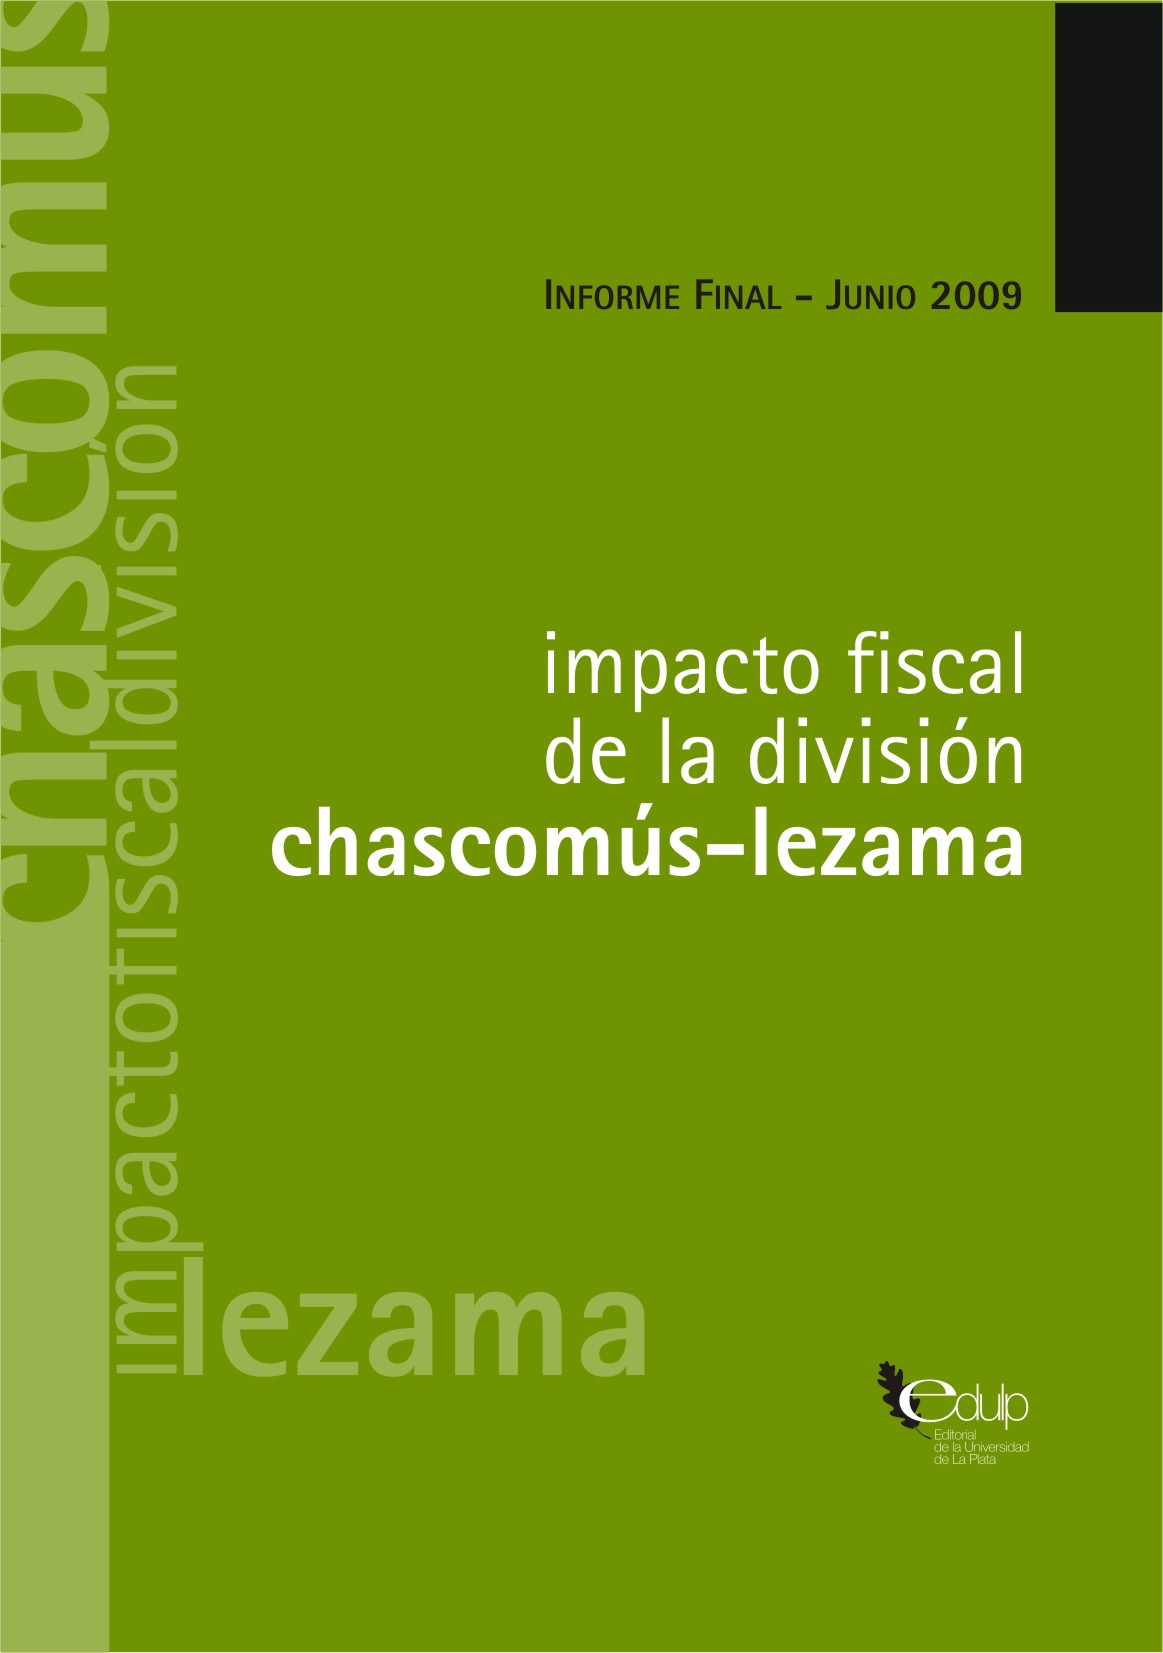 INFORME FINAL - JUNIO 2009
impacto fiscal
de la división
chascomús-lezama
chascomús
impactofiscaldivisión
lezama
edulp
Editorial
de la Universidad
de La Plata